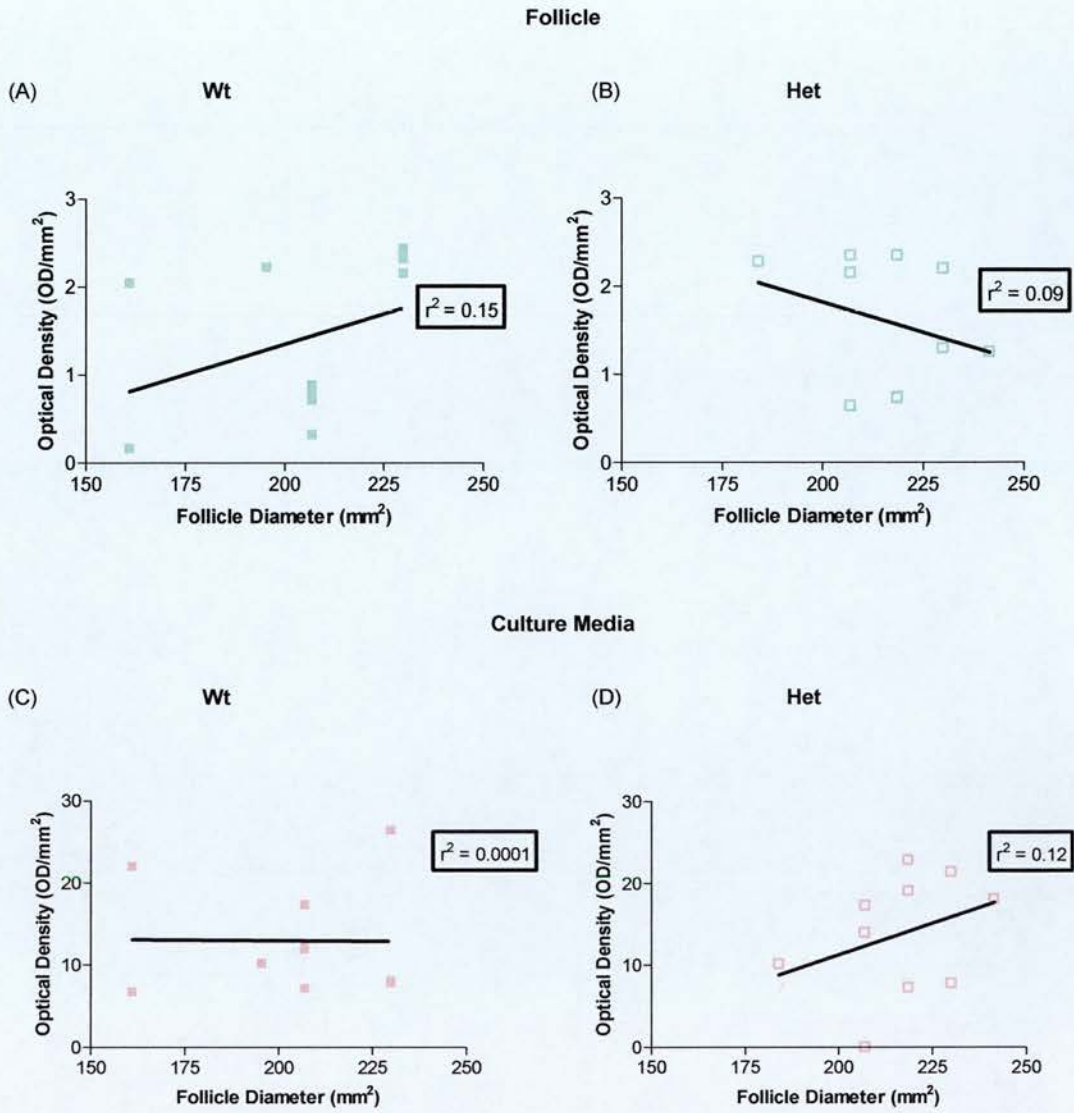 Follicle
(A) Wt
3
2
1
0
150 175 200 225 250
Optical Density (OD/mm²)
Follicle Diameter (mm²)
r² = 0.15
(B) Het
3
2
1
0
150 175 200 225 250
Optical Density (OD/mm²)
Follicle Diameter (mm²)
r² = 0.09
Culture Media
(C) Wt
30
20
10
0
150 175 200 225 250
Optical Density (OD/mm²)
Follicle Diameter (mm²)
r² = 0.0001
(D) Het
30
20
10
0
150 175 200 225 250
Optical Density (OD/mm²)
Follicle Diameter (mm²)
r² = 0.12